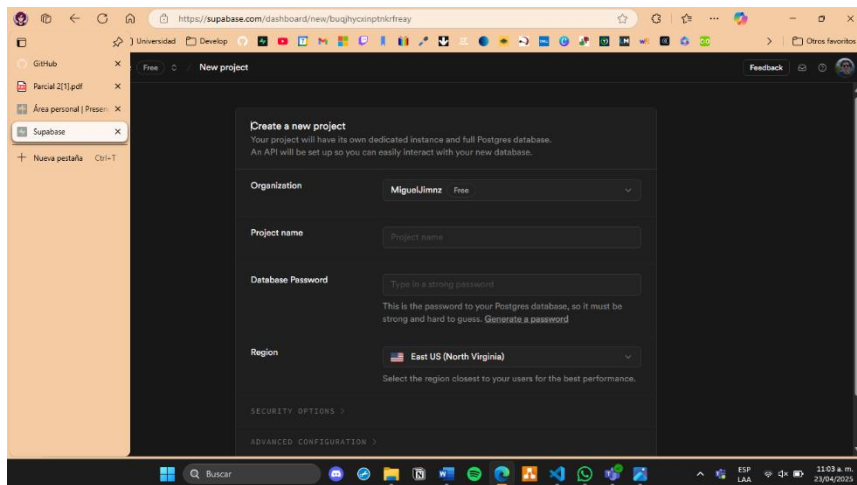 https://supabase.com/dashboard/new/buqjhycxinptnkrfreay
Universidad
Develop
Otros favoritos
GitHub
Parcial 2[1].pdf
Área personal | Presen
Supabase
Nueva pestaña Ctrl+T
Free
New project
Feedback
Create a new project
Your project will have its own dedicated instance and full Postgres database.
An API will be set up so you can easily interact with your new database.
Organization
MiguelJimnz Free
Project name
Project name
Database Password
Type in a strong password
This is the password to your Postgres database, so it must be
strong and hard to guess. Generate a password
Region
East US (North Virginia)
Select the region closest to your users for the best performance.
SECURITY OPTIONS >
ADVANCED CONFIGURATION >
Buscar
ESP
LAA
11:03 a. m.
23/04/2025